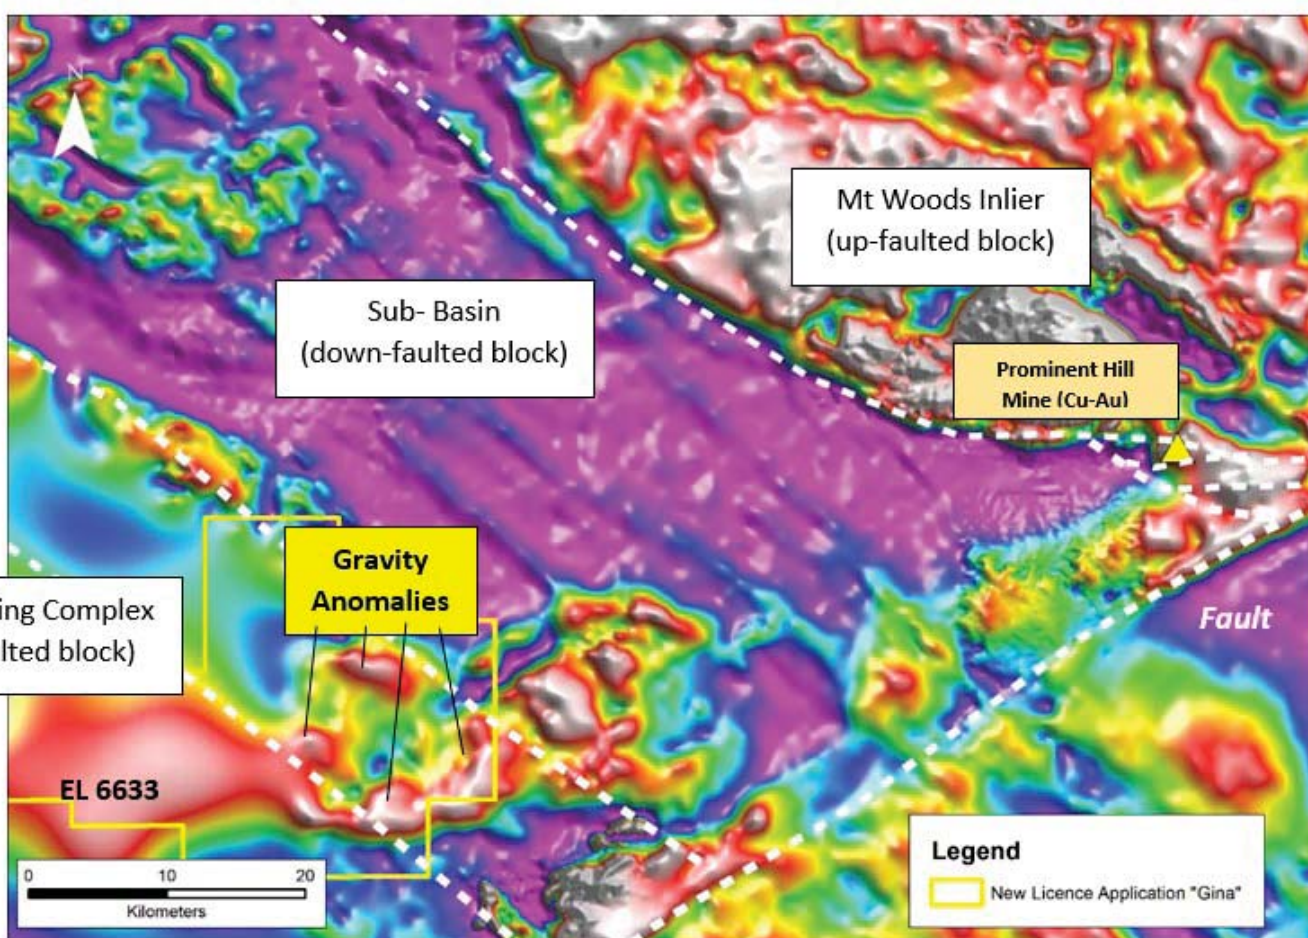 N
Mt Woods Inlier
(up-faulted block)
Sub- Basin
(down-faulted block)
Prominent Hill
Mine (Cu-Au)
Gravity
Anomalies
ing Complex
lted block)
Fault
EL 6633
0 10 20
Kilometers
Legend
New Licence Application "Gina"